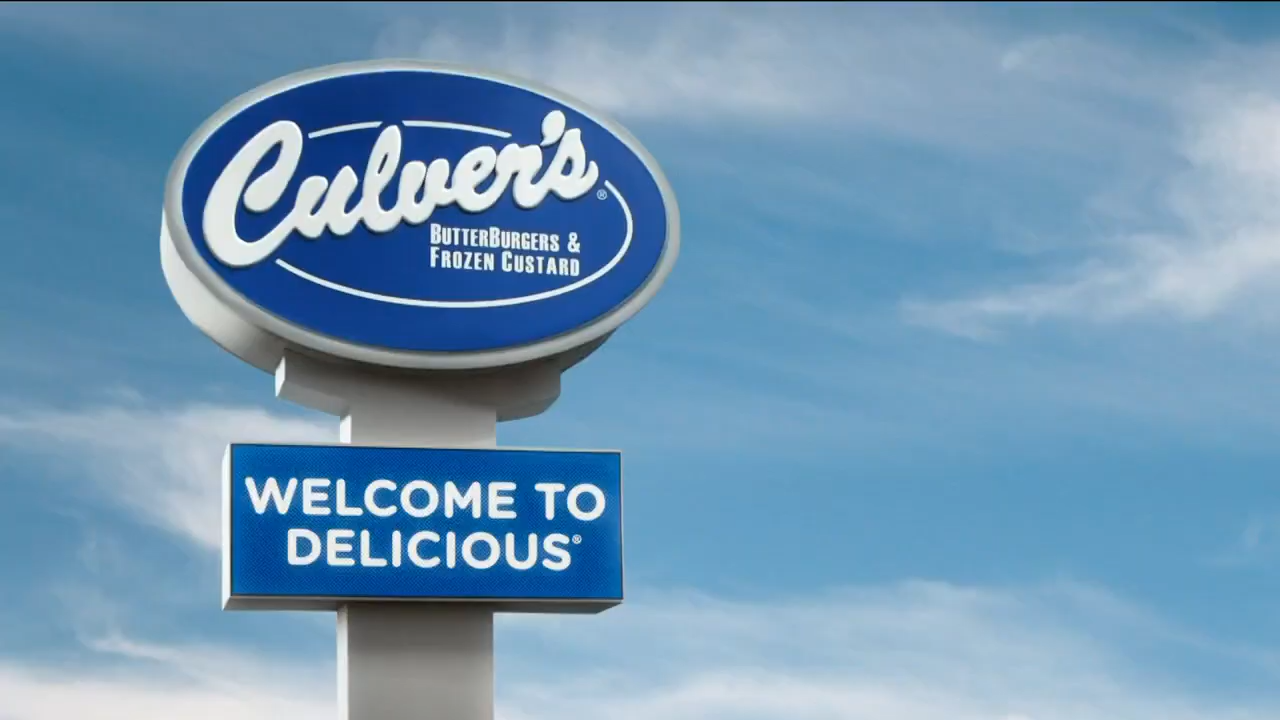 Culver's®
BUTTERBURGERS &
FROZEN CUSTARD
WELCOME TO
DELICIOUS®